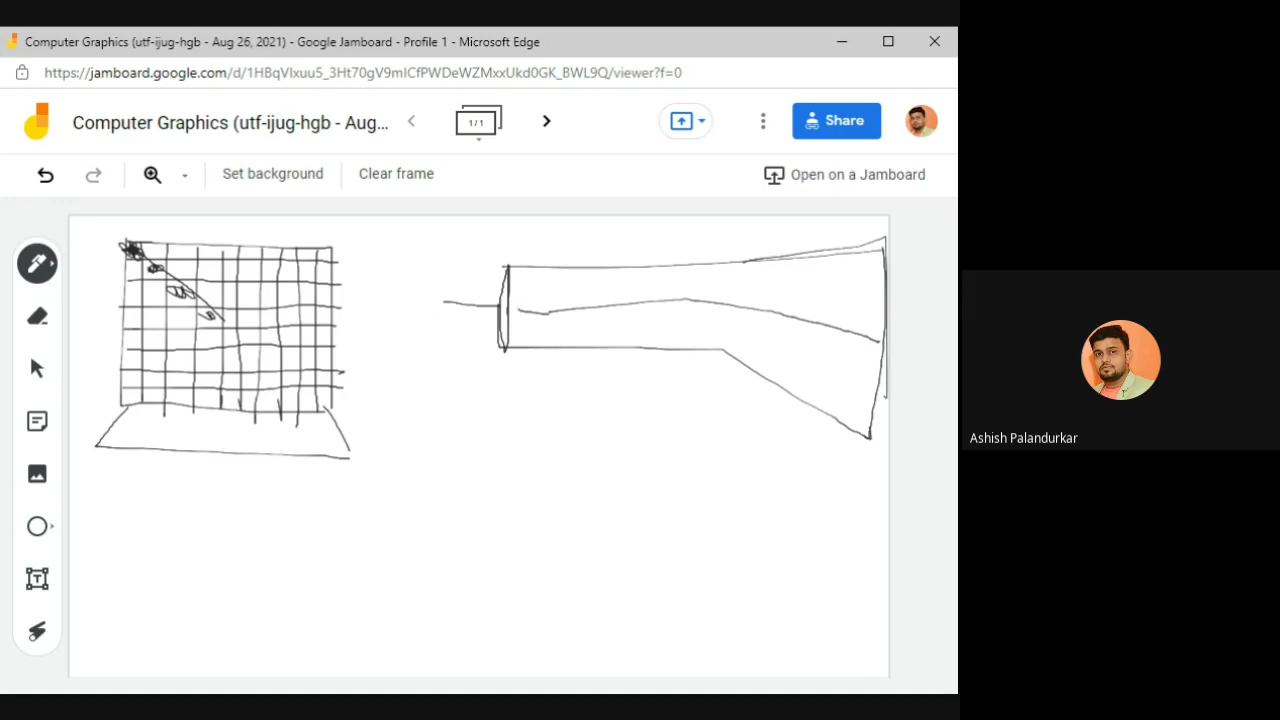 Computer Graphics (utf-ijug-hgb - Aug 26, 2021) - Google Jamboard - Profile 1 - Microsoft Edge
https://jamboard.google.com/d/1HBqVIxuu5_3Ht70gV9mICfPWDeWZMxxUkd0GK_BWL9Q/viewer?f=0
Computer Graphics (utf-ijug-hgb - Aug...
1/1
Share
Set background
Clear frame
Open on a Jamboard
T
Ashish Palandurkar